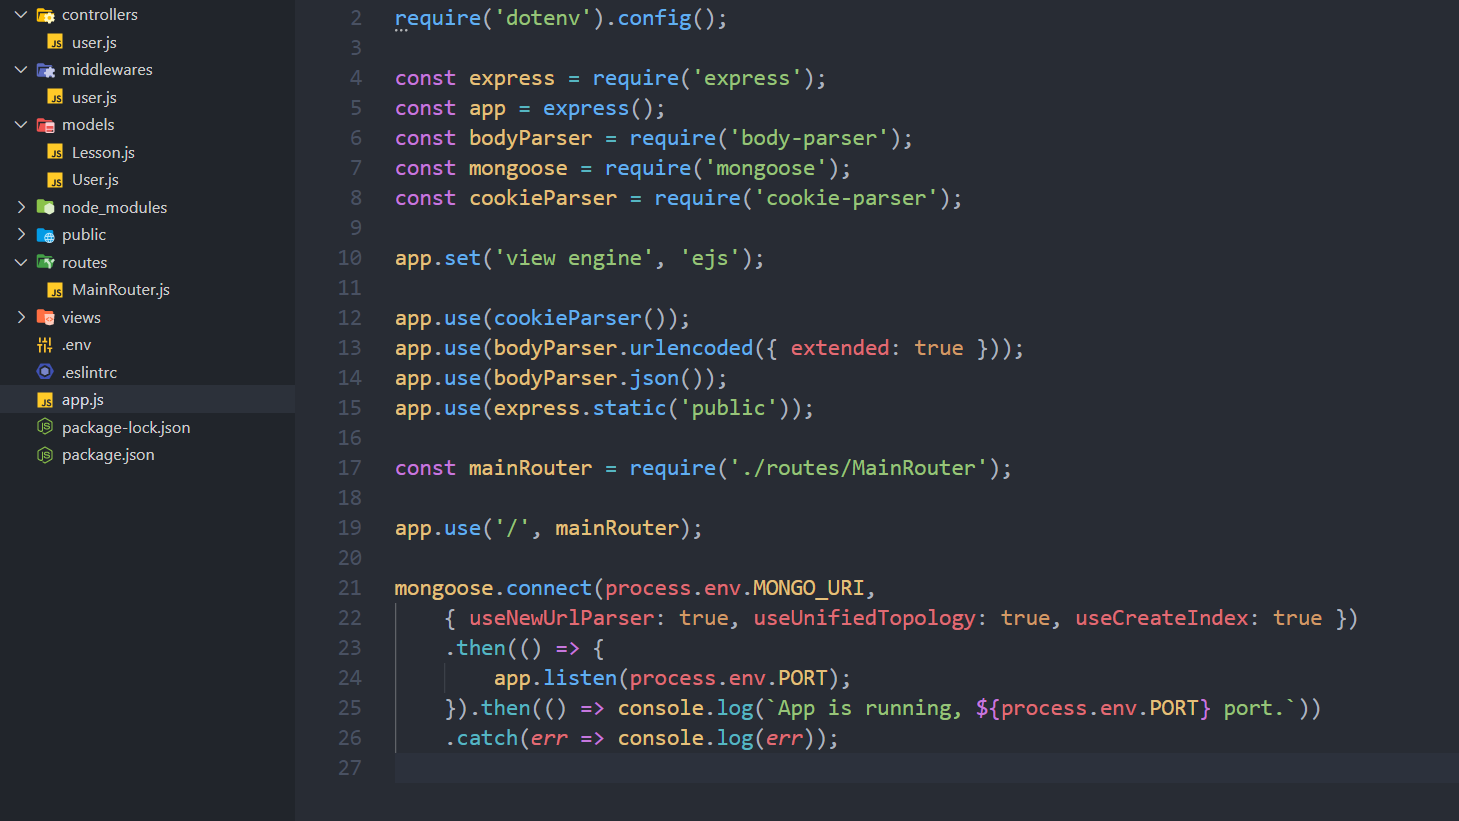 controllers
user.js
middlewares
user.js
models
Lesson.js
User.js
node_modules
public
routes
MainRouter.js
views
.env
.eslintrc
app.js
package-lock.json
package.json
2 require('dotenv').config();
3
4 const express = require('express');
5 const app = express();
6 const bodyParser = require('body-parser');
7 const mongoose = require('mongoose');
8 const cookieParser = require('cookie-parser');
9
10 app.set('view engine', 'ejs');
11
12 app.use(cookieParser());
13 app.use(bodyParser.urlencoded({ extended: true }));
14 app.use(bodyParser.json());
15 app.use(express.static('public'));
16
17 const mainRouter = require('./routes/MainRouter');
18
19 app.use('/', mainRouter);
20
21 mongoose.connect(process.env.MONGO_URI,
22     { useNewUrlParser: true, useUnifiedTopology: true, useCreateIndex: true })
23     .then(() => {
24         app.listen(process.env.PORT);
25     }).then(() => console.log(`App is running, ${process.env.PORT} port.`))
26     .catch(err => console.log(err));
27